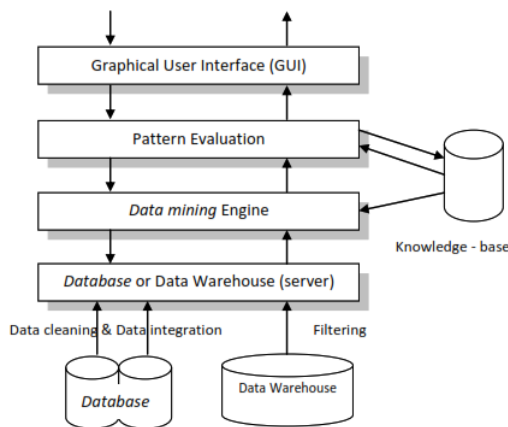 Graphical User Interface (GUI)
Pattern Evaluation
Data mining Engine
Knowledge - base
Database or Data Warehouse (server)
Data cleaning & Data integration
Filtering
Database
Data Warehouse